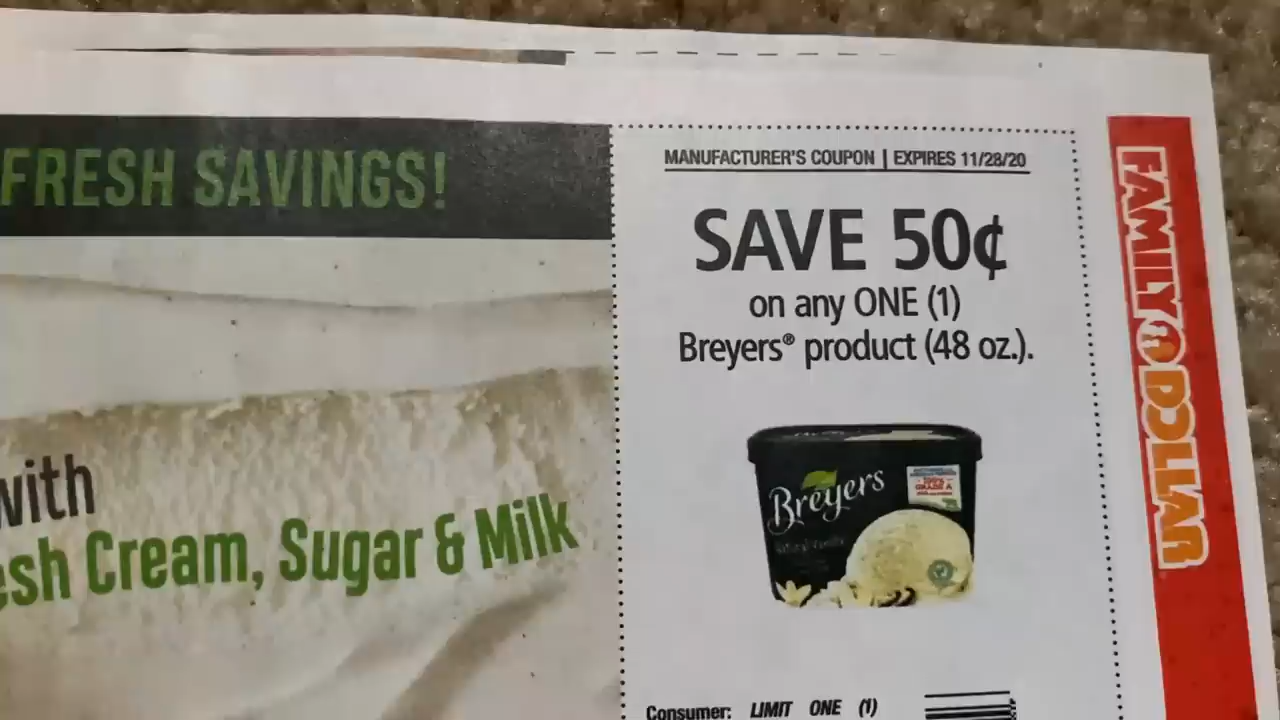 FRESH SAVINGS!
with
esh Cream, Sugar & Milk
MANUFACTURER'S COUPON | EXPIRES 11/28/20
SAVE 50¢
on any ONE (1)
Breyers® product (48 oz.).
Breyers
GRADE A
Consumer: LIMIT ONE (1)
FAMILY DOLLAR